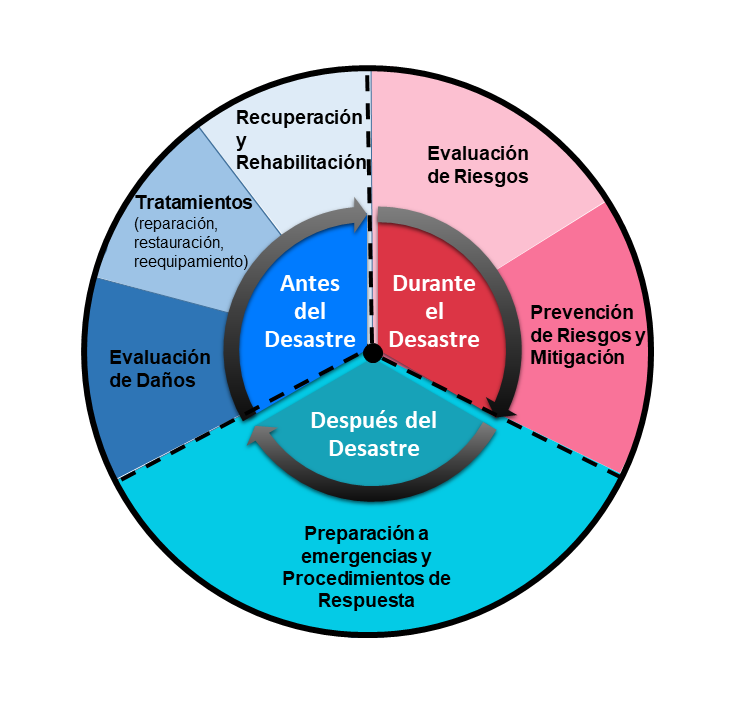 Recuperación
y
Rehabilitación
Evaluación
de Riesgos
Tratamientos
(reparación,
restauración,
reequipamiento)
Antes
del
Desastre
Durante
el
Desastre
Prevención
de Riesgos y
Mitigación
Evaluación
de Daños
Después del
Desastre
Preparación a
emergencias y
Procedimientos de
Respuesta